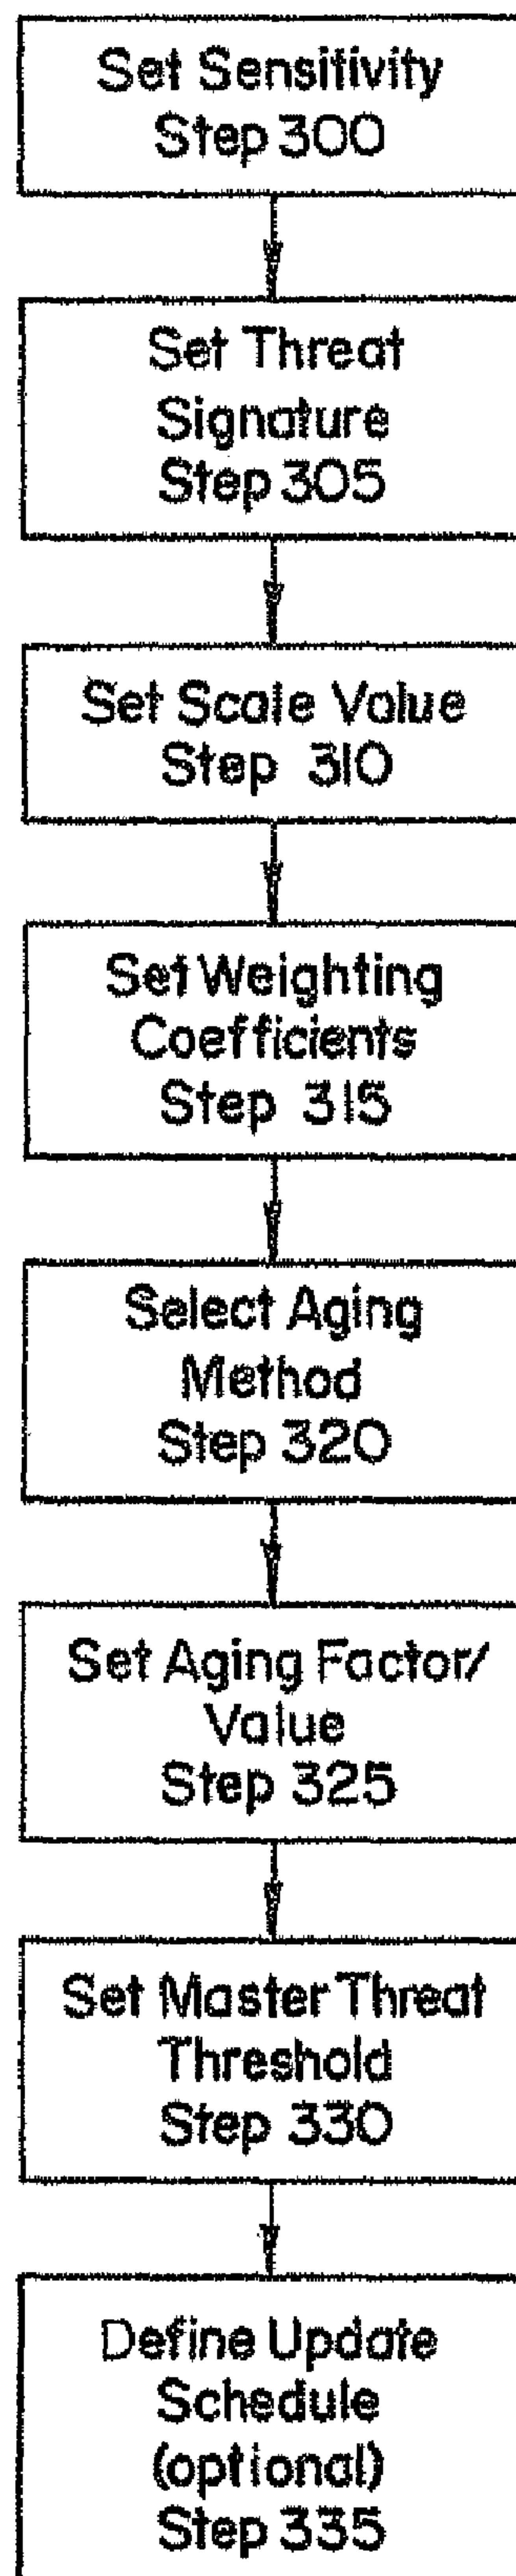 Set Sensitivity
Step 300
Set Threat
Signature
Step 305
Set Scale Value
Step 310
Set Weighting
Coefficients
Step 315
Select Aging
Method
Step 320
Set Aging Factor/
Value
Step 325
Set Master Threat
Threshold
Step 330
Define Update
Schedule
(optional)
Step 335